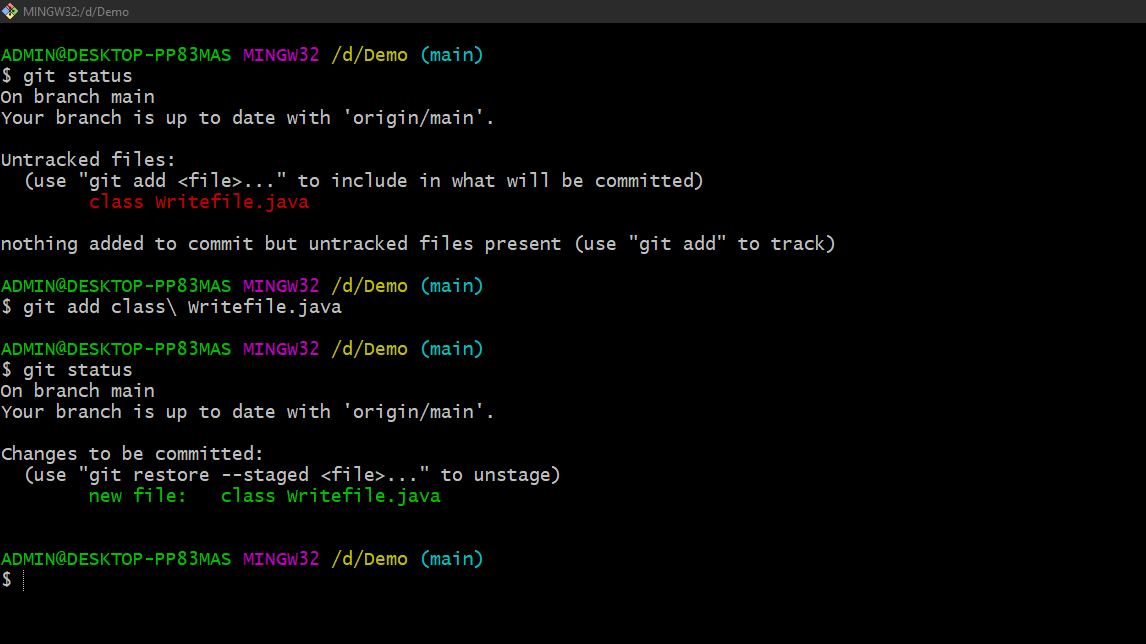 MINGW32:/d/Demo
ADMIN@DESKTOP-PP83MAS MINGW32 /d/Demo (main)
$ git status
On branch main
Your branch is up to date with 'origin/main'.
Untracked files:
(use "git add <file>..." to include in what will be committed)
class Writefile.java
nothing added to commit but untracked files present (use "git add" to track)
ADMIN@DESKTOP-PP83MAS MINGW32 /d/Demo (main)
$ git add class\ Writefile.java
ADMIN@DESKTOP-PP83MAS MINGW32 /d/Demo (main)
$ git status
On branch main
Your branch is up to date with 'origin/main'.
Changes to be committed:
(use "git restore --staged <file>..." to unstage)
new file:   class Writefile.java
ADMIN@DESKTOP-PP83MAS MINGW32 /d/Demo (main)
$